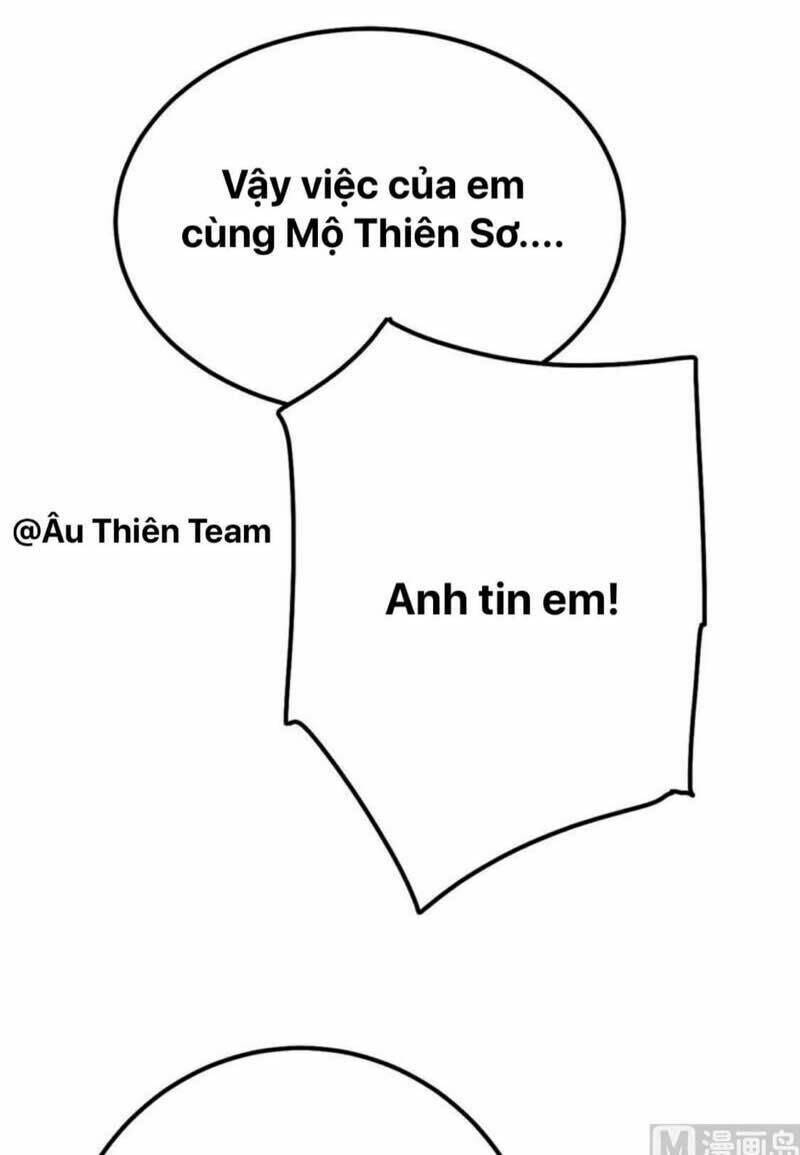 Vậy việc của em
cùng Mộ Thiên Sơ....
@Âu Thiên Team
Anh tin em!
M 漫画岛